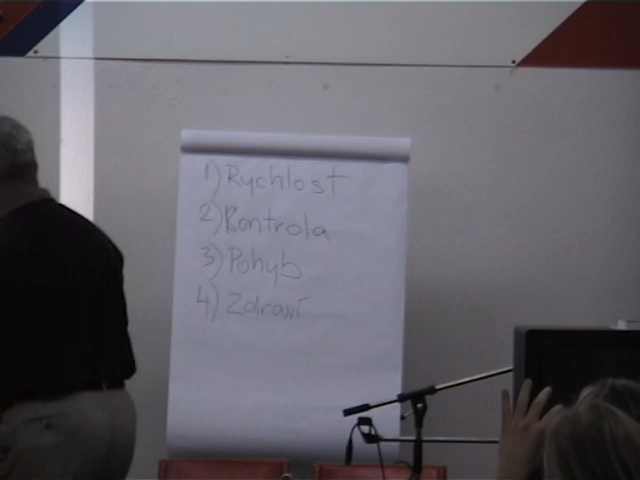 1) Rychlost
2) Kontrola
3) Pohyb
4) Zdraví